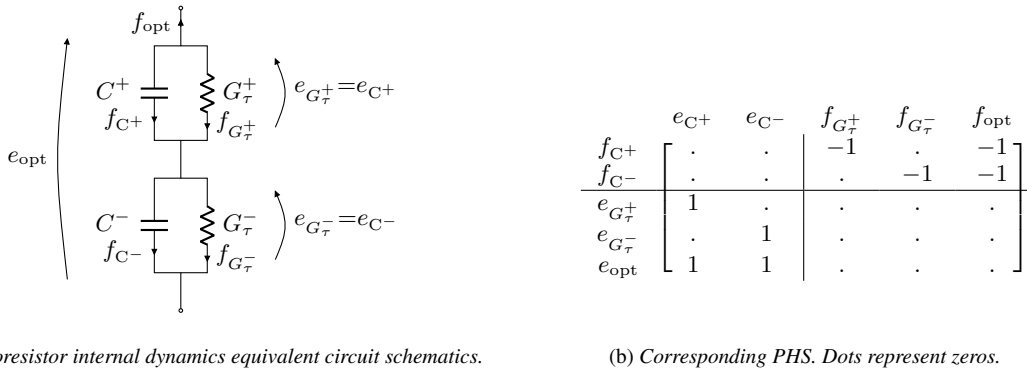 f_opt
C⁺ G_τ⁺ e_{G_τ⁺}=e_{C⁺}
f_{C⁺} f_{G_τ⁺}
e_opt
C⁻ G_τ⁻ e_{G_τ⁻}=e_{C⁻}
f_{C⁻} f_{G_τ⁻}
oresistor internal dynamics equivalent circuit schematics.
e_{C⁺} e_{C⁻} f_{G_τ⁺} f_{G_τ⁻} f_opt
f_{C⁺} . . −1 . −1
f_{C⁻} . . . −1 −1
e_{G_τ⁺} 1 . . . .
e_{G_τ⁻} . 1 . . .
e_opt 1 1 . . .
(b) Corresponding PHS. Dots represent zeros.